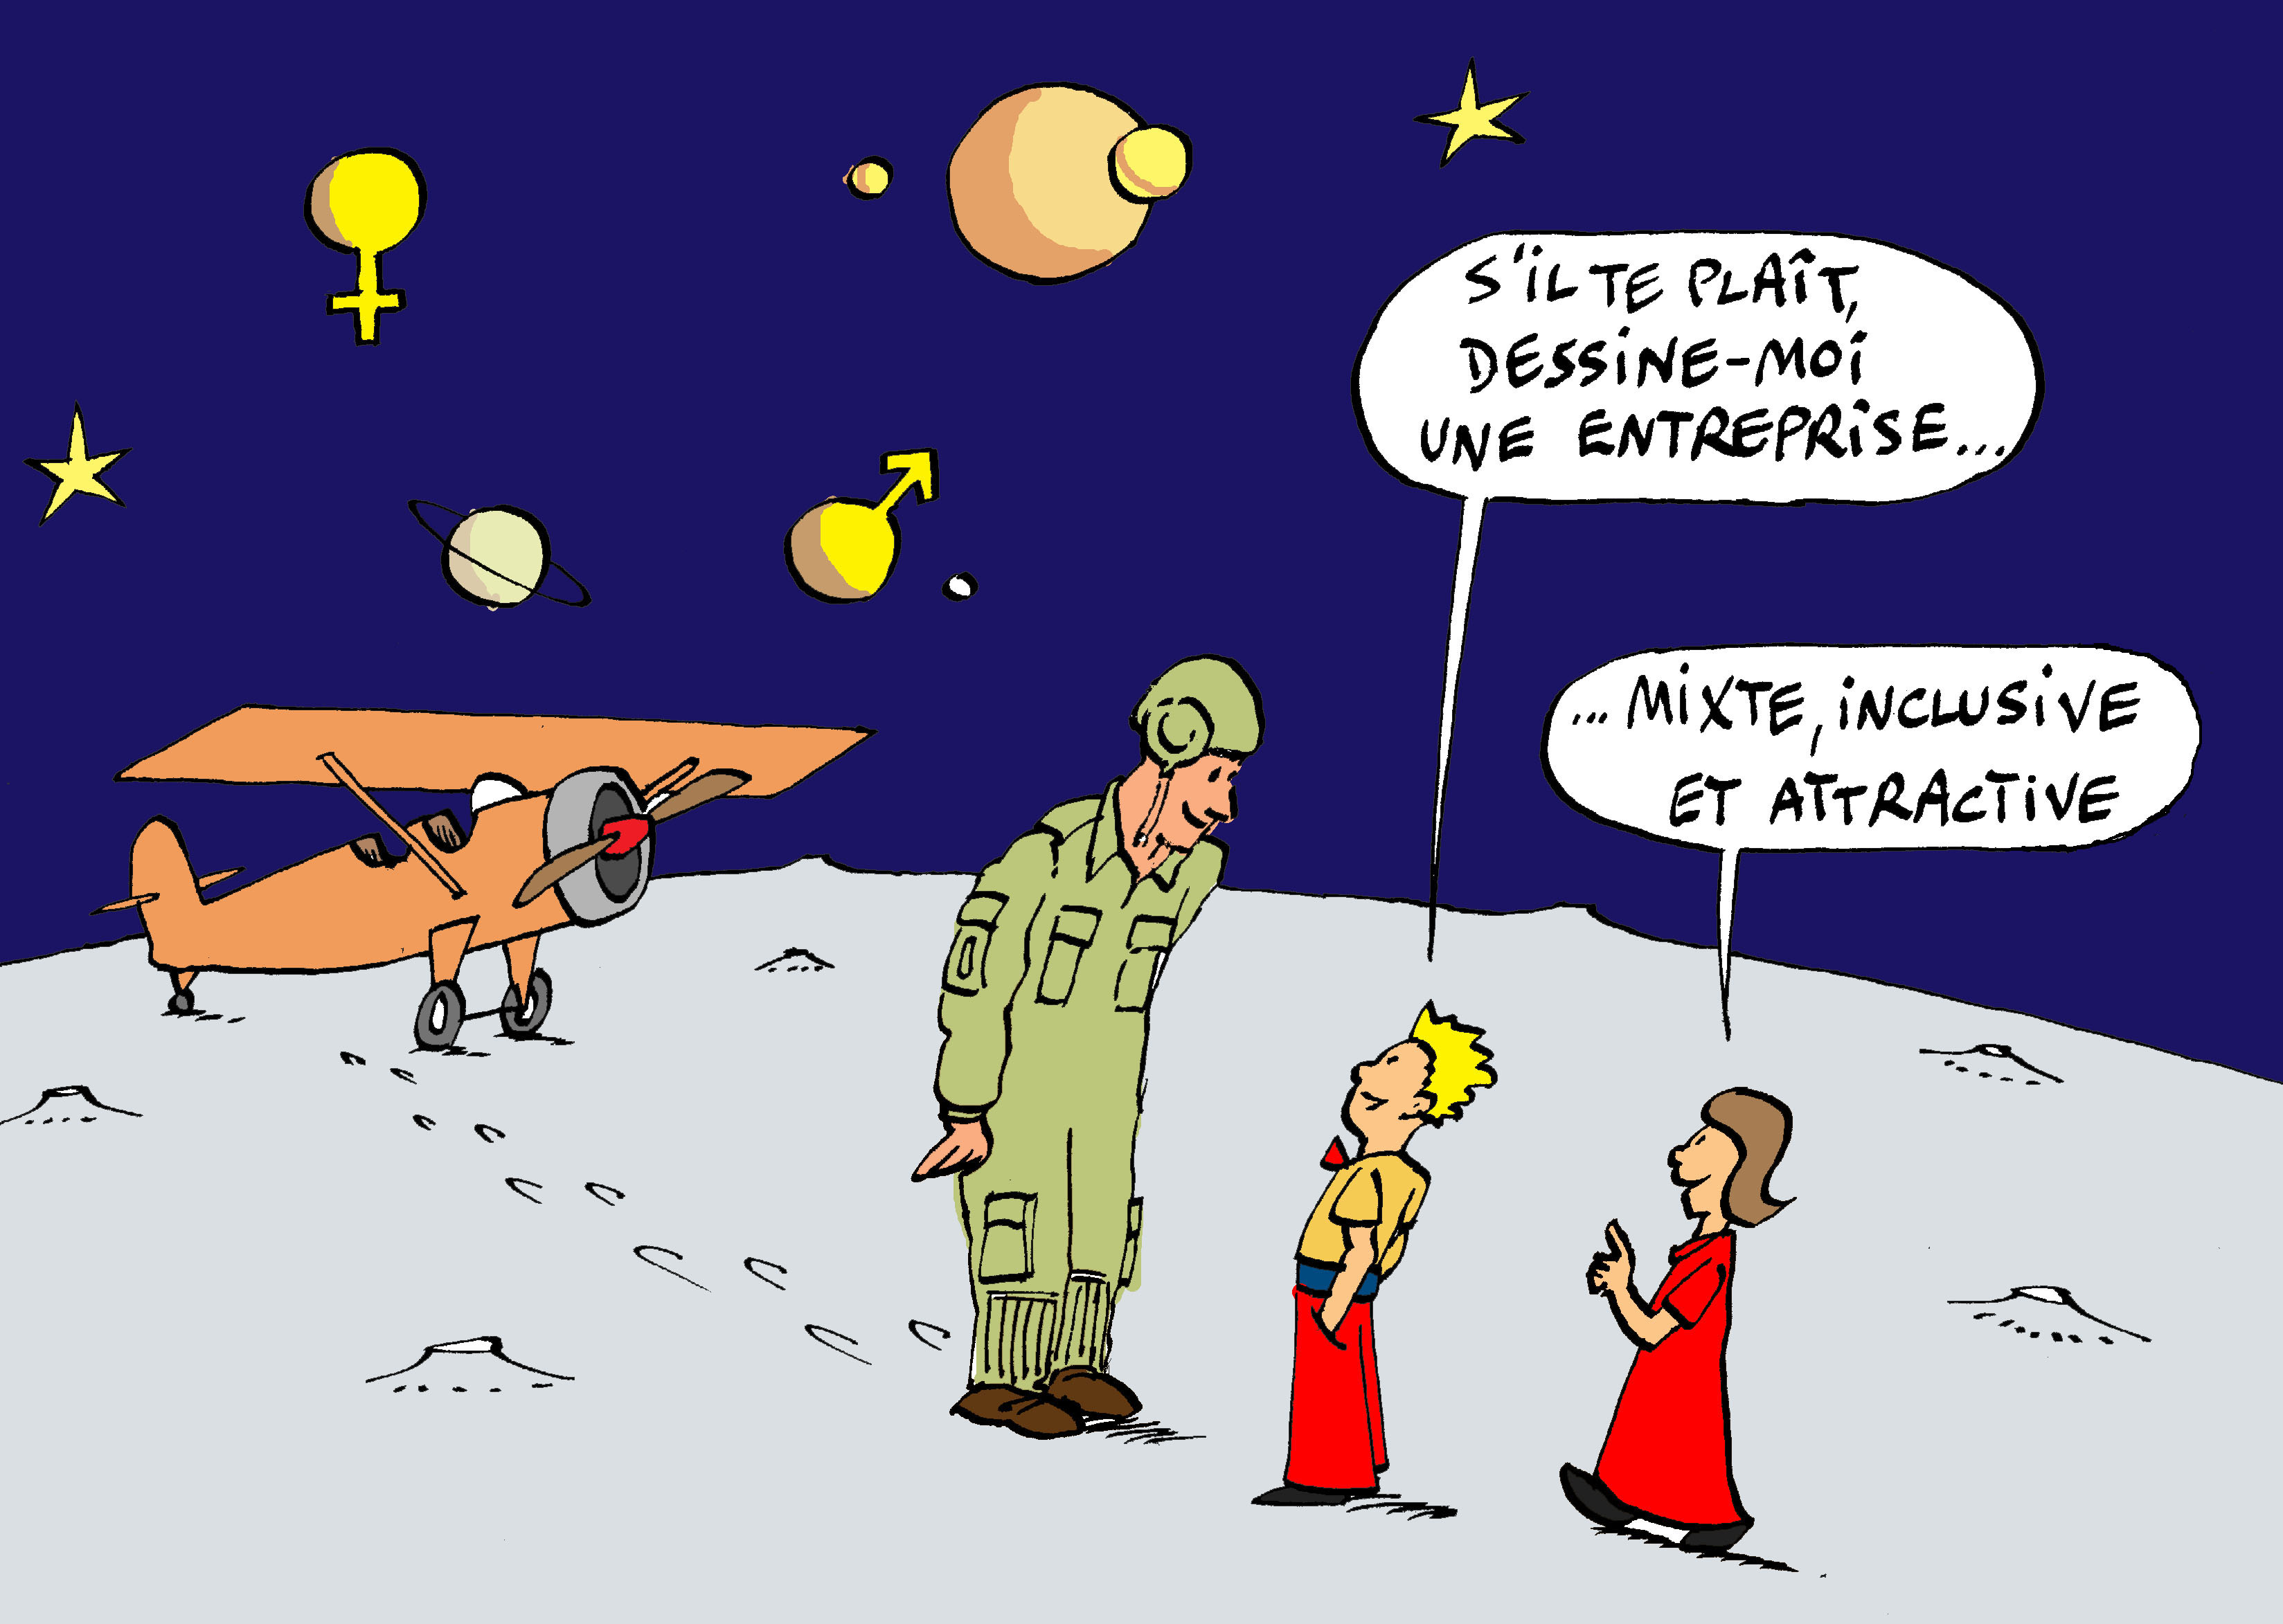 S'IL TE PLAÎT,
DESSINE-MOI
UNE ENTREPRISE...
... MIXTE, INCLUSIVE
ET ATTRACTIVE